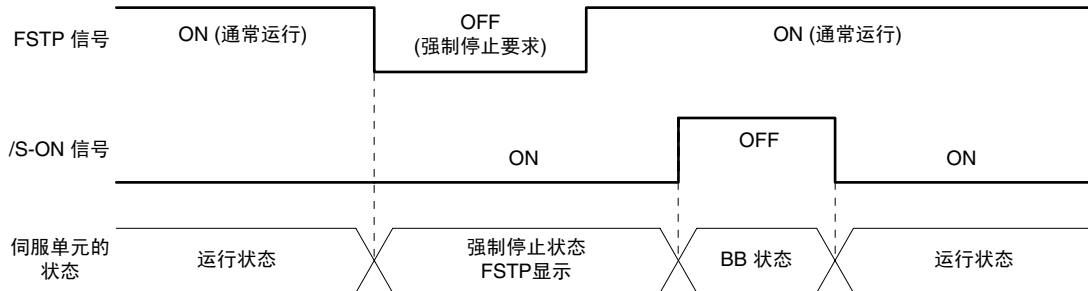 FSTP 信号
ON (通常运行)
OFF
(强制停止要求)
ON (通常运行)
/S-ON 信号
ON
OFF
ON
伺服单元的
状态
运行状态
强制停止状态
FSTP显示
BB 状态
运行状态